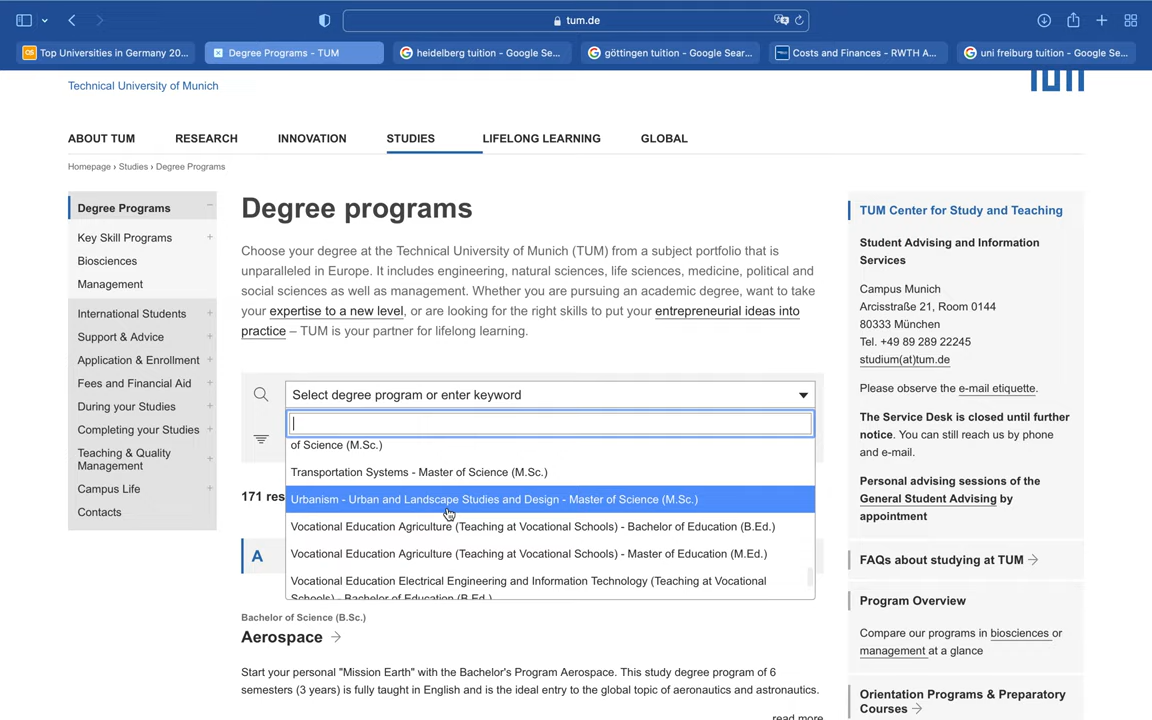 tum.de
Top Universities in Germany 20...
Degree Programs - TUM
heidelberg tuition - Google Se...
göttingen tuition - Google Sear...
Costs and Finances - RWTH A...
uni freiburg tuition - Google Se...
Technical University of Munich
TUM
ABOUT TUM
RESEARCH
INNOVATION
STUDIES
LIFELONG LEARNING
GLOBAL
Homepage › Studies › Degree Programs
Degree Programs
Key Skill Programs
Biosciences
Management
International Students
Support & Advice
Application & Enrollment
Fees and Financial Aid
During your Studies
Completing your Studies
Teaching & Quality
Management
Campus Life
Contacts
Degree programs
Choose your degree at the Technical University of Munich (TUM) from a subject portfolio that is
unparalleled in Europe. It includes engineering, natural sciences, life sciences, medicine, political and
social sciences as well as management. Whether you are pursuing an academic degree, want to take
your expertise to a new level, or are looking for the right skills to put your entrepreneurial ideas into
practice – TUM is your partner for lifelong learning.
Select degree program or enter keyword
of Science (M.Sc.)
Transportation Systems - Master of Science (M.Sc.)
Urbanism - Urban and Landscape Studies and Design - Master of Science (M.Sc.)
Vocational Education Agriculture (Teaching at Vocational Schools) - Bachelor of Education (B.Ed.)
Vocational Education Agriculture (Teaching at Vocational Schools) - Master of Education (M.Ed.)
Vocational Education Electrical Engineering and Information Technology (Teaching at Vocational
Schools) - Bachelor of Education (B.Ed.)
171 res
A
Bachelor of Science (B.Sc.)
Aerospace
Start your personal "Mission Earth" with the Bachelor's Program Aerospace. This study degree program of 6
semesters (3 years) is fully taught in English and is the ideal entry to the global topic of aeronautics and astronautics.
read more
TUM Center for Study and Teaching
Student Advising and Information
Services
Campus Munich
Arcisstraße 21, Room 0144
80333 München
Tel. +49 89 289 22245
studium(at)tum.de
Please observe the e-mail etiquette.
The Service Desk is closed until further
notice. You can still reach us by phone
and e-mail.
Personal advising sessions of the
General Student Advising by
appointment
FAQs about studying at TUM
Program Overview
Compare our programs in biosciences or
management at a glance
Orientation Programs & Preparatory
Courses